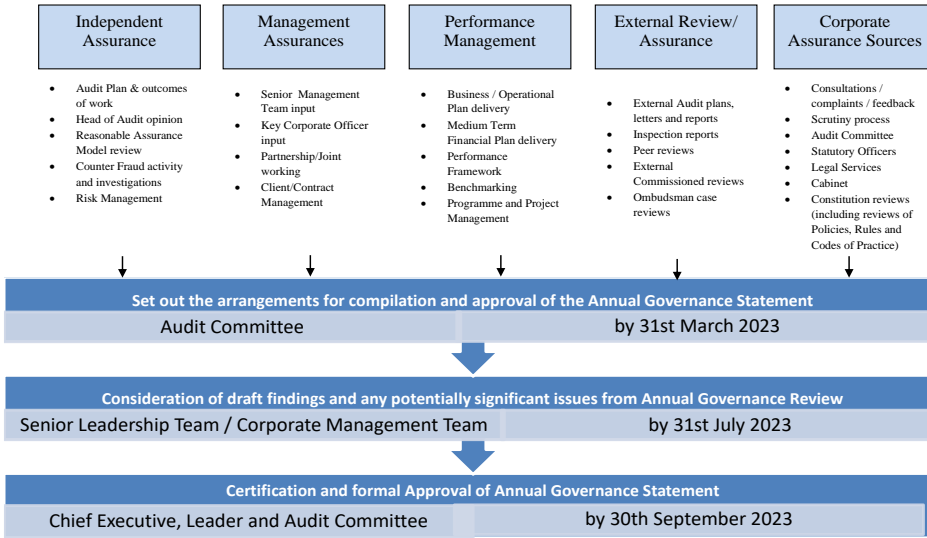 Independent
Assurance
Management
Assurances
Performance
Management
External Review/
Assurance
Corporate
Assurance Sources
• Audit Plan & outcomes
of work
• Head of Audit opinion
• Reasonable Assurance
Model review
• Counter Fraud activity
and investigations
• Risk Management
• Senior Management
Team input
• Key Corporate Officer
input
• Partnership/Joint
working
• Client/Contract
Management
• Business / Operational
Plan delivery
• Medium Term
Financial Plan delivery
• Performance
Framework
• Benchmarking
• Programme and Project
Management
• External Audit plans,
letters and reports
• Inspection reports
• Peer reviews
• External
Commissioned reviews
• Ombudsman case
reviews
• Consultations /
complaints / feedback
• Scrutiny process
• Audit Committee
• Statutory Officers
• Legal Services
• Cabinet
• Constitution reviews
(including reviews of
Policies, Rules and
Codes of Practice)
Set out the arrangements for compilation and approval of the Annual Governance Statement
Audit Committee
by 31st March 2023
Consideration of draft findings and any potentially significant issues from Annual Governance Review
Senior Leadership Team / Corporate Management Team
by 31st July 2023
Certification and formal Approval of Annual Governance Statement
Chief Executive, Leader and Audit Committee
by 30th September 2023